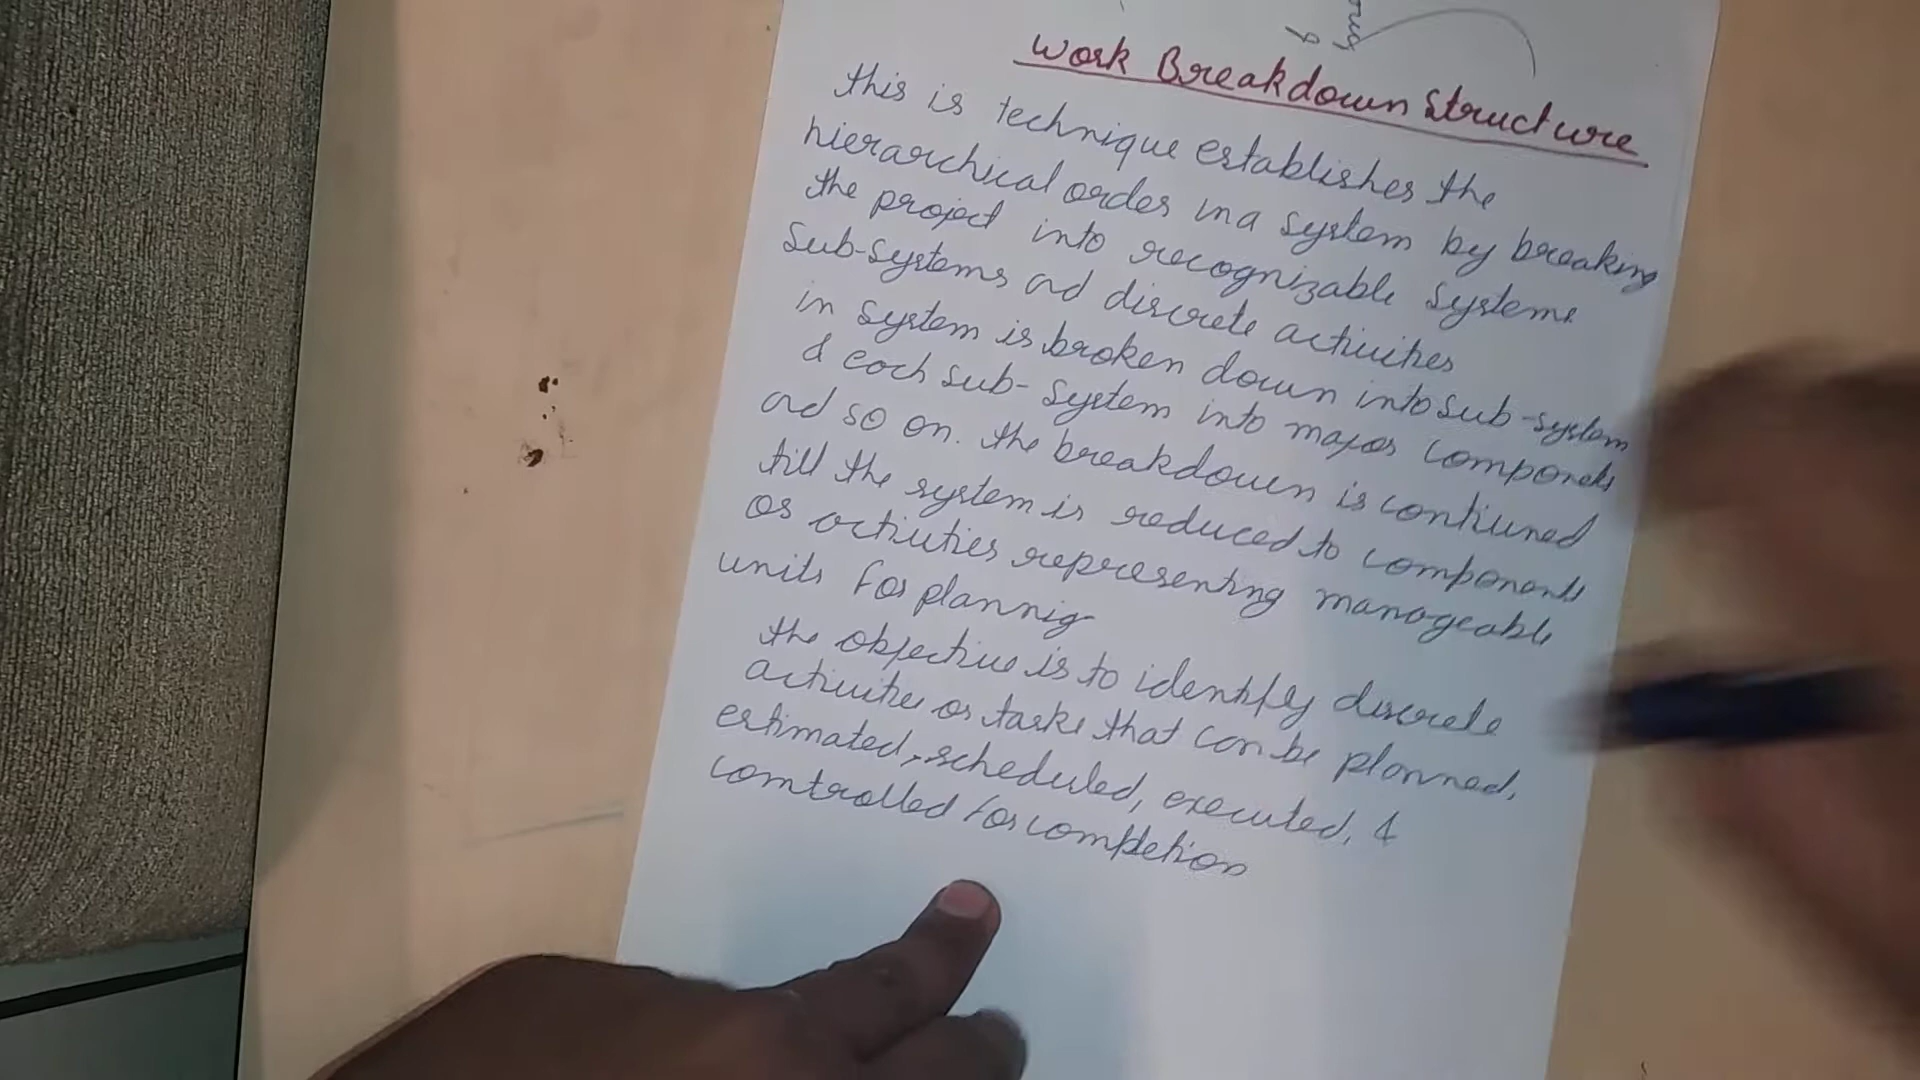 Work Breakdown Structure
this is technique establishes the
hierarchical order in a system by breaking
the project into recognizable systems
Sub-Systems and discrete activities
in system is broken down into sub-system
& each sub-system into major components
and so on. the breakdown is contiuned
till the system is reduced to components
or activities representing manageable
units for plannig
the objective is to identify discrete
activities or tasks that can be planned,
estimated, scheduled, executed, &
comtrolled for completion